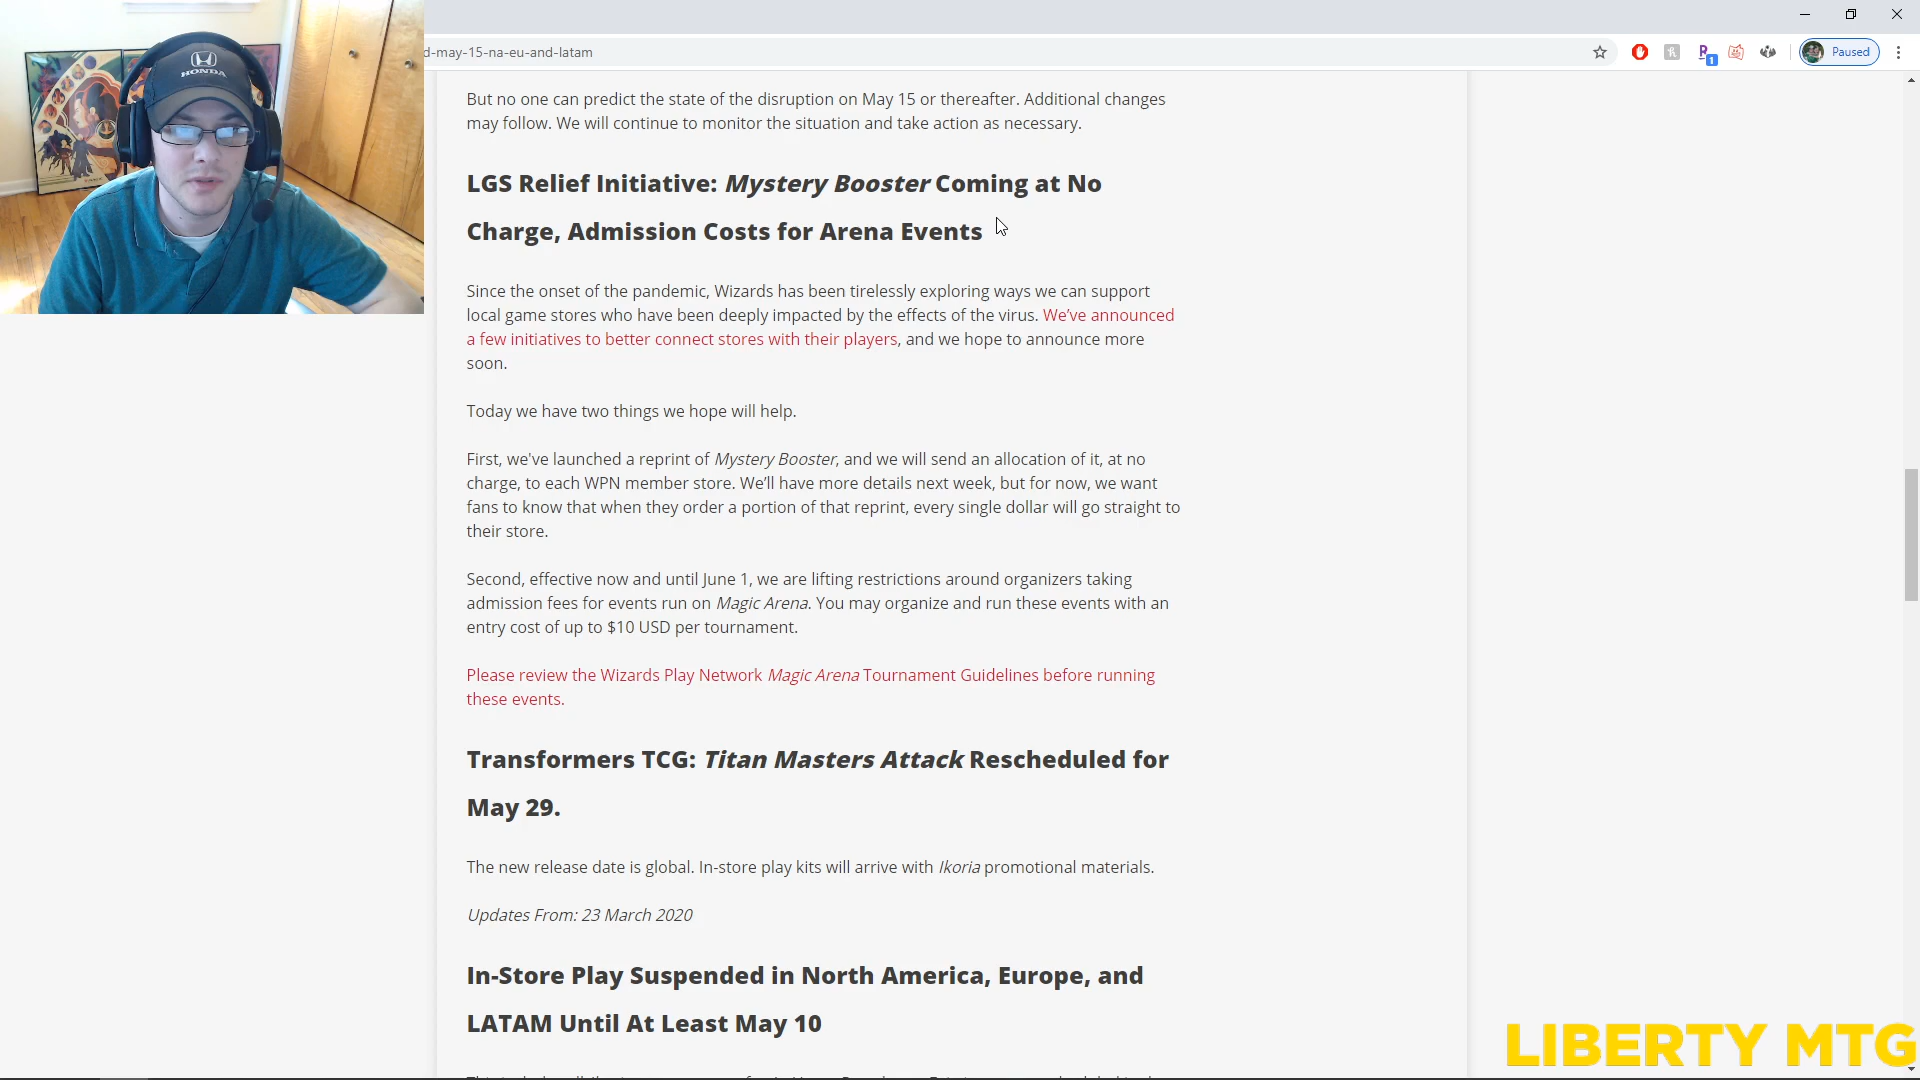 HONDA
d-may-15-na-eu-and-latam
1
Paused
But no one can predict the state of the disruption on May 15 or thereafter. Additional changes
may follow. We will continue to monitor the situation and take action as necessary.
LGS Relief Initiative: Mystery Booster Coming at No
Charge, Admission Costs for Arena Events
Since the onset of the pandemic, Wizards has been tirelessly exploring ways we can support
local game stores who have been deeply impacted by the effects of the virus. We’ve announced
a few initiatives to better connect stores with their players, and we hope to announce more
soon.
Today we have two things we hope will help.
First, we've launched a reprint of Mystery Booster, and we will send an allocation of it, at no
charge, to each WPN member store. We’ll have more details next week, but for now, we want
fans to know that when they order a portion of that reprint, every single dollar will go straight to
their store.
Second, effective now and until June 1, we are lifting restrictions around organizers taking
admission fees for events run on Magic Arena. You may organize and run these events with an
entry cost of up to $10 USD per tournament.
Please review the Wizards Play Network Magic Arena Tournament Guidelines before running
these events.
Transformers TCG: Titan Masters Attack Rescheduled for
May 29.
The new release date is global. In-store play kits will arrive with Ikoria promotional materials.
Updates From: 23 March 2020
In-Store Play Suspended in North America, Europe, and
LATAM Until At Least May 10
LIBERTY MTG